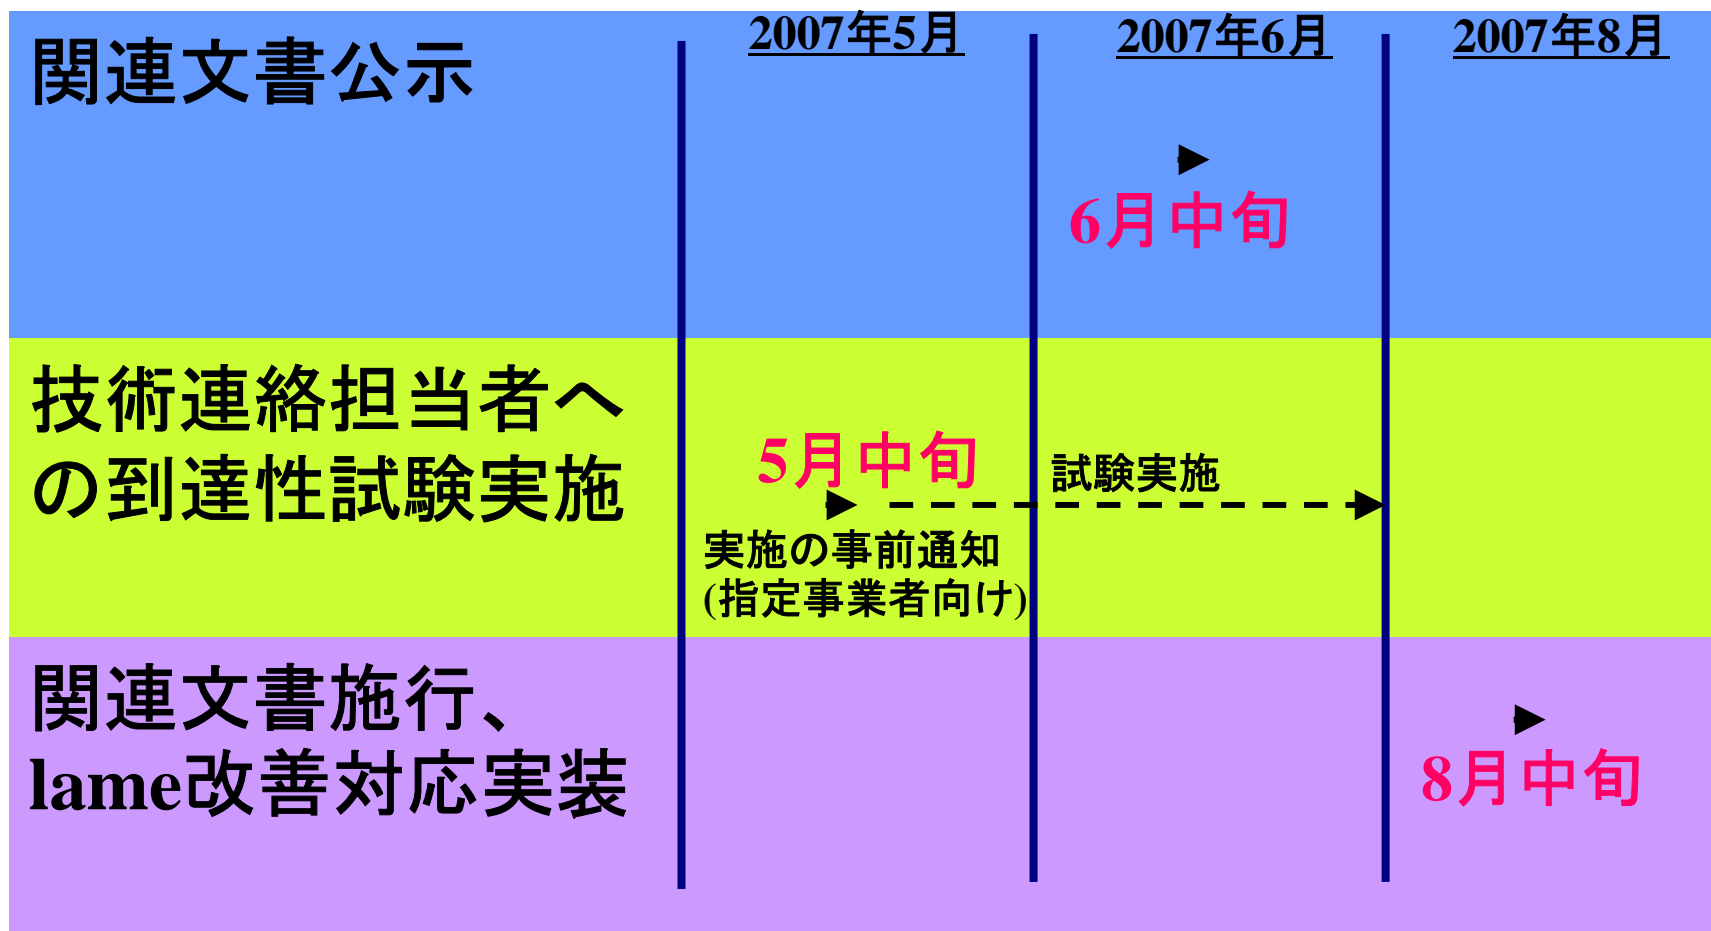 2007年5月
2007年6月
2007年8月
関連文書公示
6月中旬
技術連絡担当者へ
の到達性試験実施
5月中旬
試験実施
実施の事前通知
(指定事業者向け)
関連文書施行、
lame改善対応実装
8月中旬